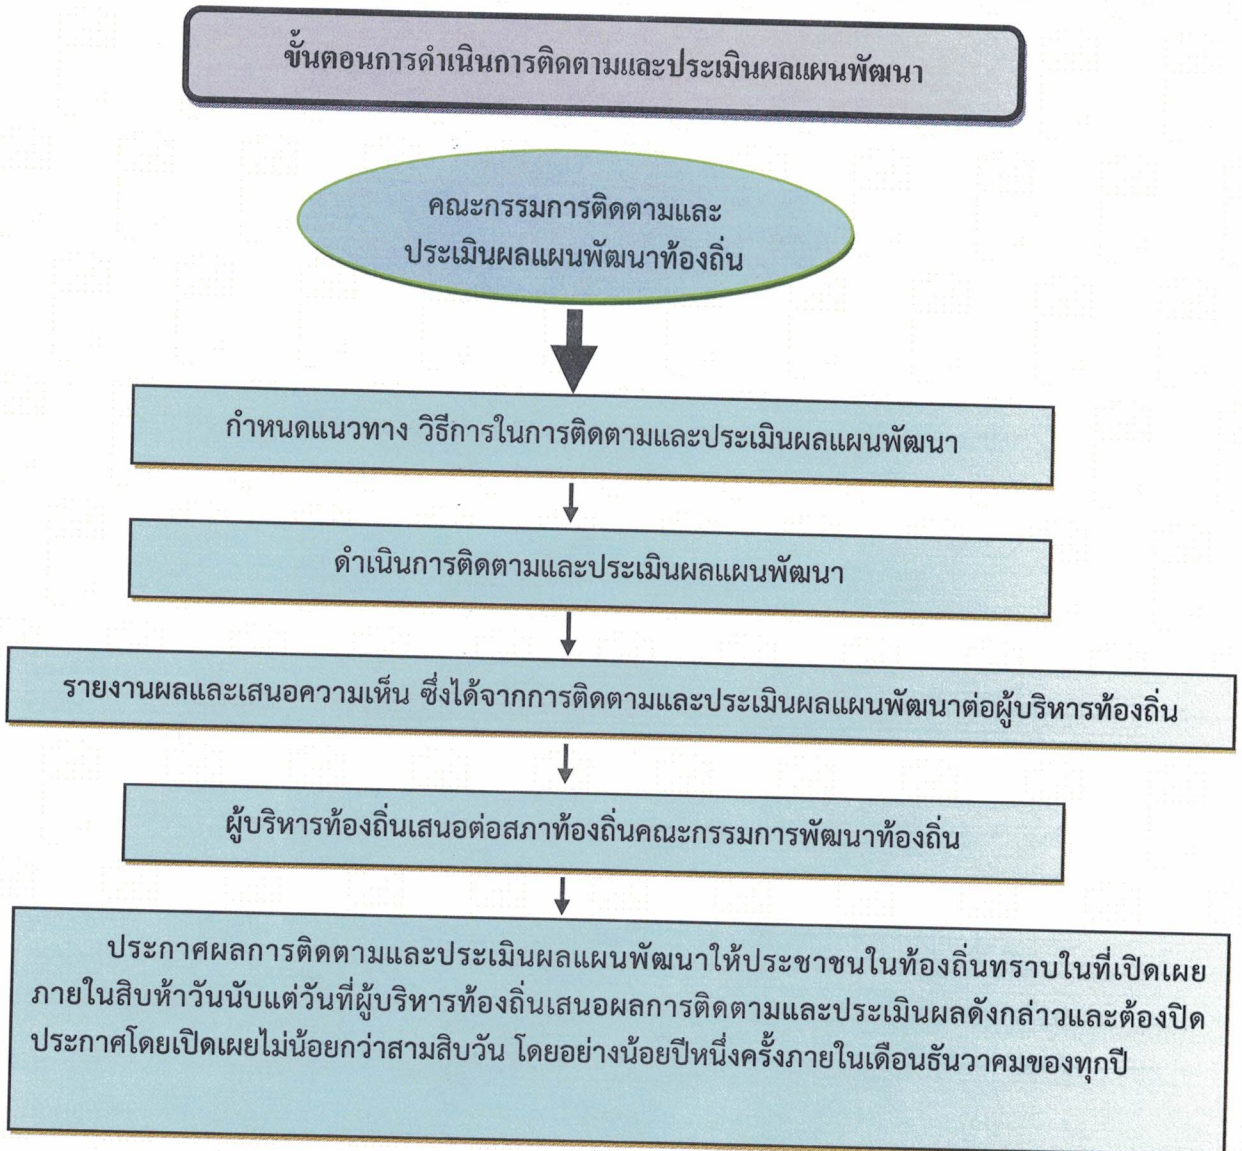 ขั้นตอนการดำเนินการติดตามและประเมินผลแผนพัฒนา
คณะกรรมการติดตามและ
ประเมินผลแผนพัฒนาท้องถิ่น
กำหนดแนวทาง วิธีการในการติดตามและประเมินผลแผนพัฒนา
ดำเนินการติดตามและประเมินผลแผนพัฒนา
รายงานผลและเสนอความเห็น ซึ่งได้จากการติดตามและประเมินผลแผนพัฒนาต่อผู้บริหารท้องถิ่น
ผู้บริหารท้องถิ่นเสนอต่อสภาท้องถิ่นคณะกรรมการพัฒนาท้องถิ่น
ประกาศผลการติดตามและประเมินผลแผนพัฒนาให้ประชาชนในท้องถิ่นทราบในที่เปิดเผย
ภายในสิบห้าวันนับแต่วันที่ผู้บริหารท้องถิ่นเสนอผลการติดตามและประเมินผลดังกล่าวและต้องปิด
ประกาศโดยเปิดเผยไม่น้อยกว่าสามสิบวัน โดยอย่างน้อยปีหนึ่งครั้งภายในเดือนธันวาคมของทุกปี